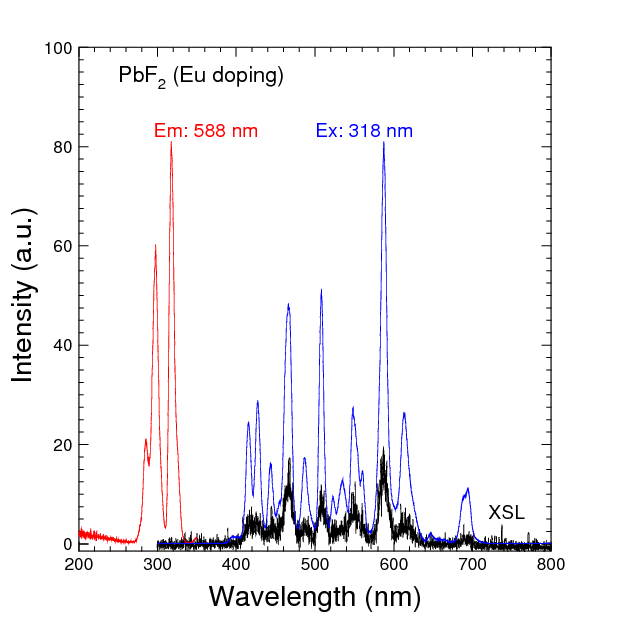 100
PbF2 (Eu doping)
Em: 588 nm
Ex: 318 nm
80
60
40
20
0
XSL
200 300 400 500 600 700 800
Wavelength (nm)
Intensity (a.u.)